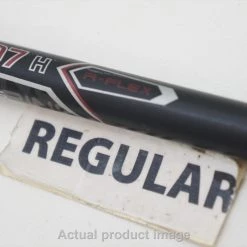 07 H
R-FLEX
REGULAR
Actual product image